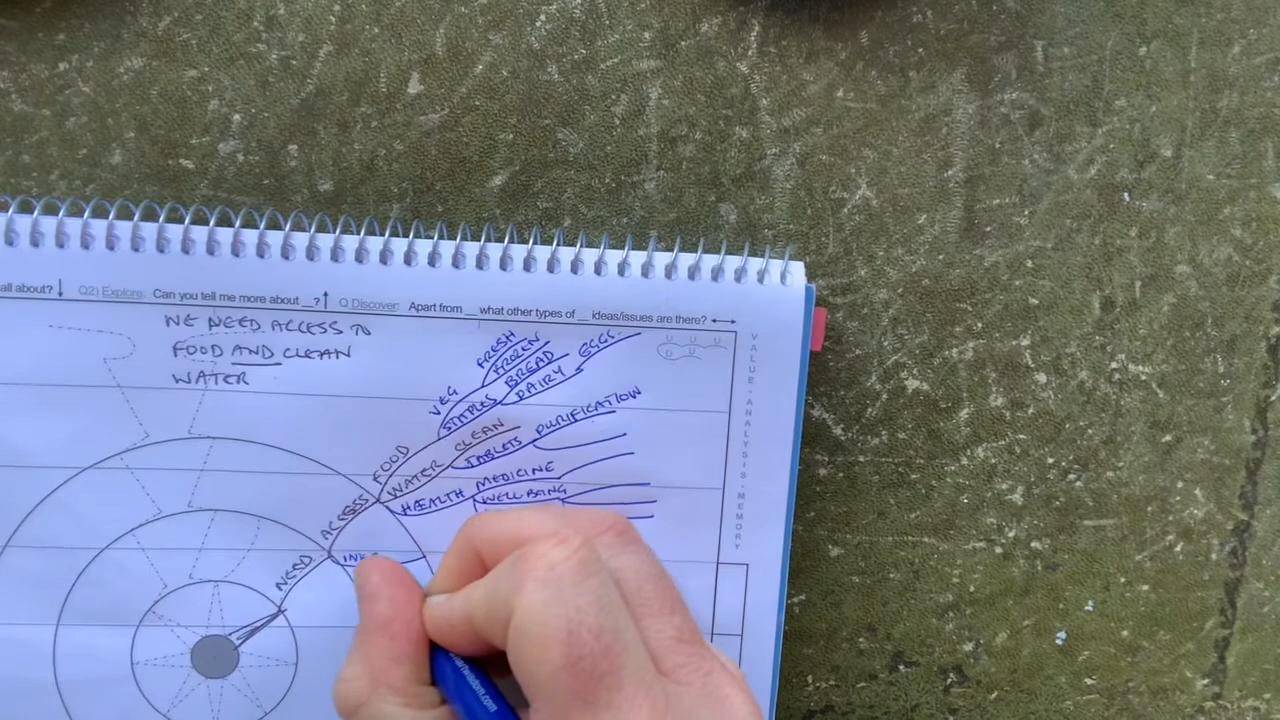 all about? Q2) Explore: Can you tell me more about __? Q Discover: Apart from __ what other types of __ ideas/issues are there?
WE NEED ACCESS TO
FOOD AND CLEAN
WATER
NEED
ACCESS
FOOD
VEG
FRESH
FROZEN
STAPLES
BREAD
DAIRY
EGGS.
WATER
CLEAN
TABLETS
PURIFICATION
HEALTH
MEDICINE
WELLBEING
VALUE-ANALYSIS-MEMORY